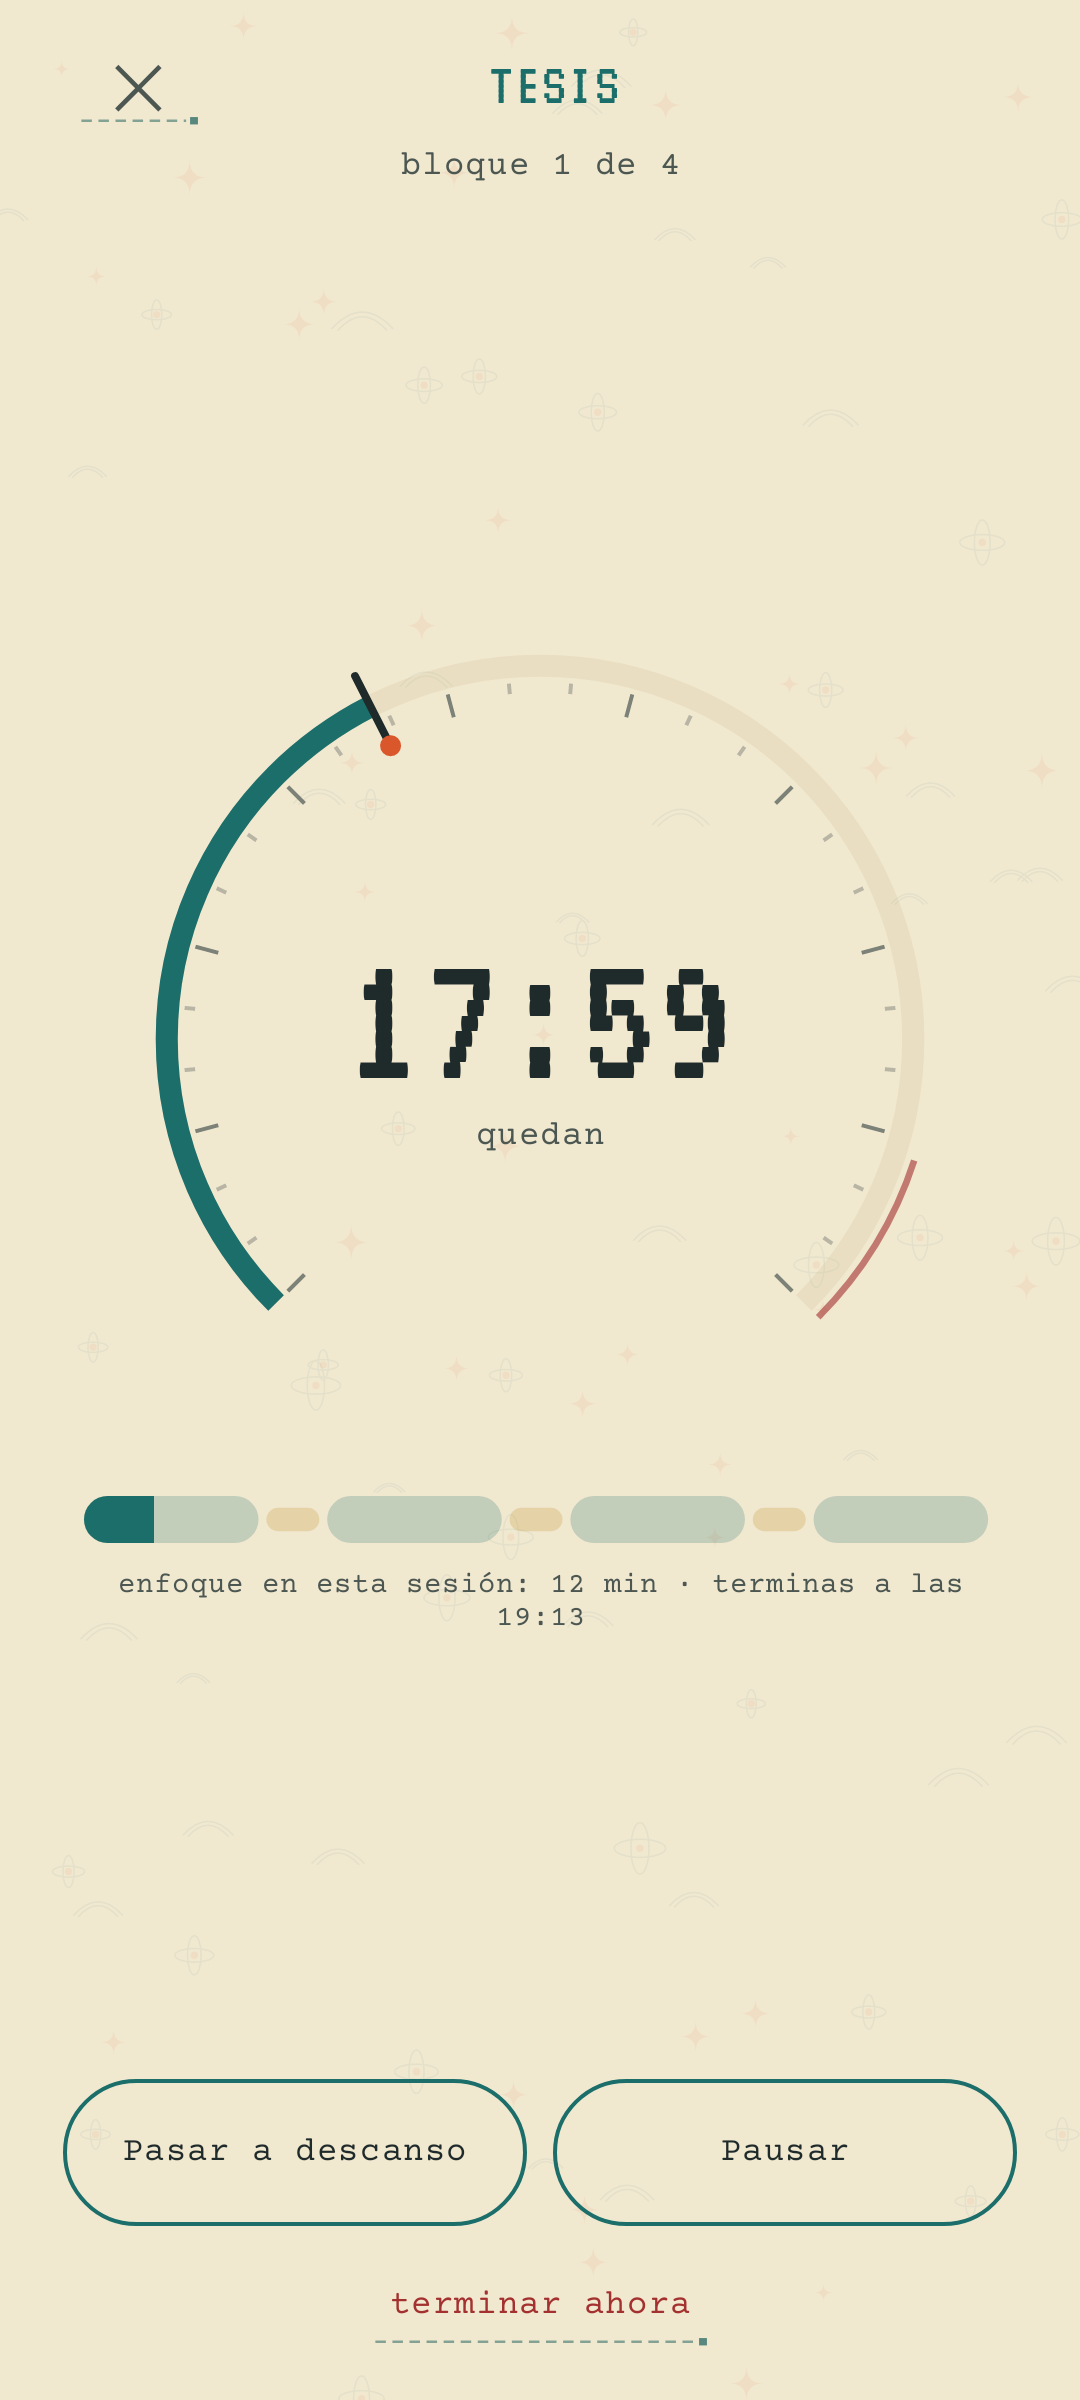 TESIS
bloque 1 de 4
17:59
quedan
enfoque en esta sesión: 12 min · terminas a las
19:13
Pasar a descanso
Pausar
terminar ahora